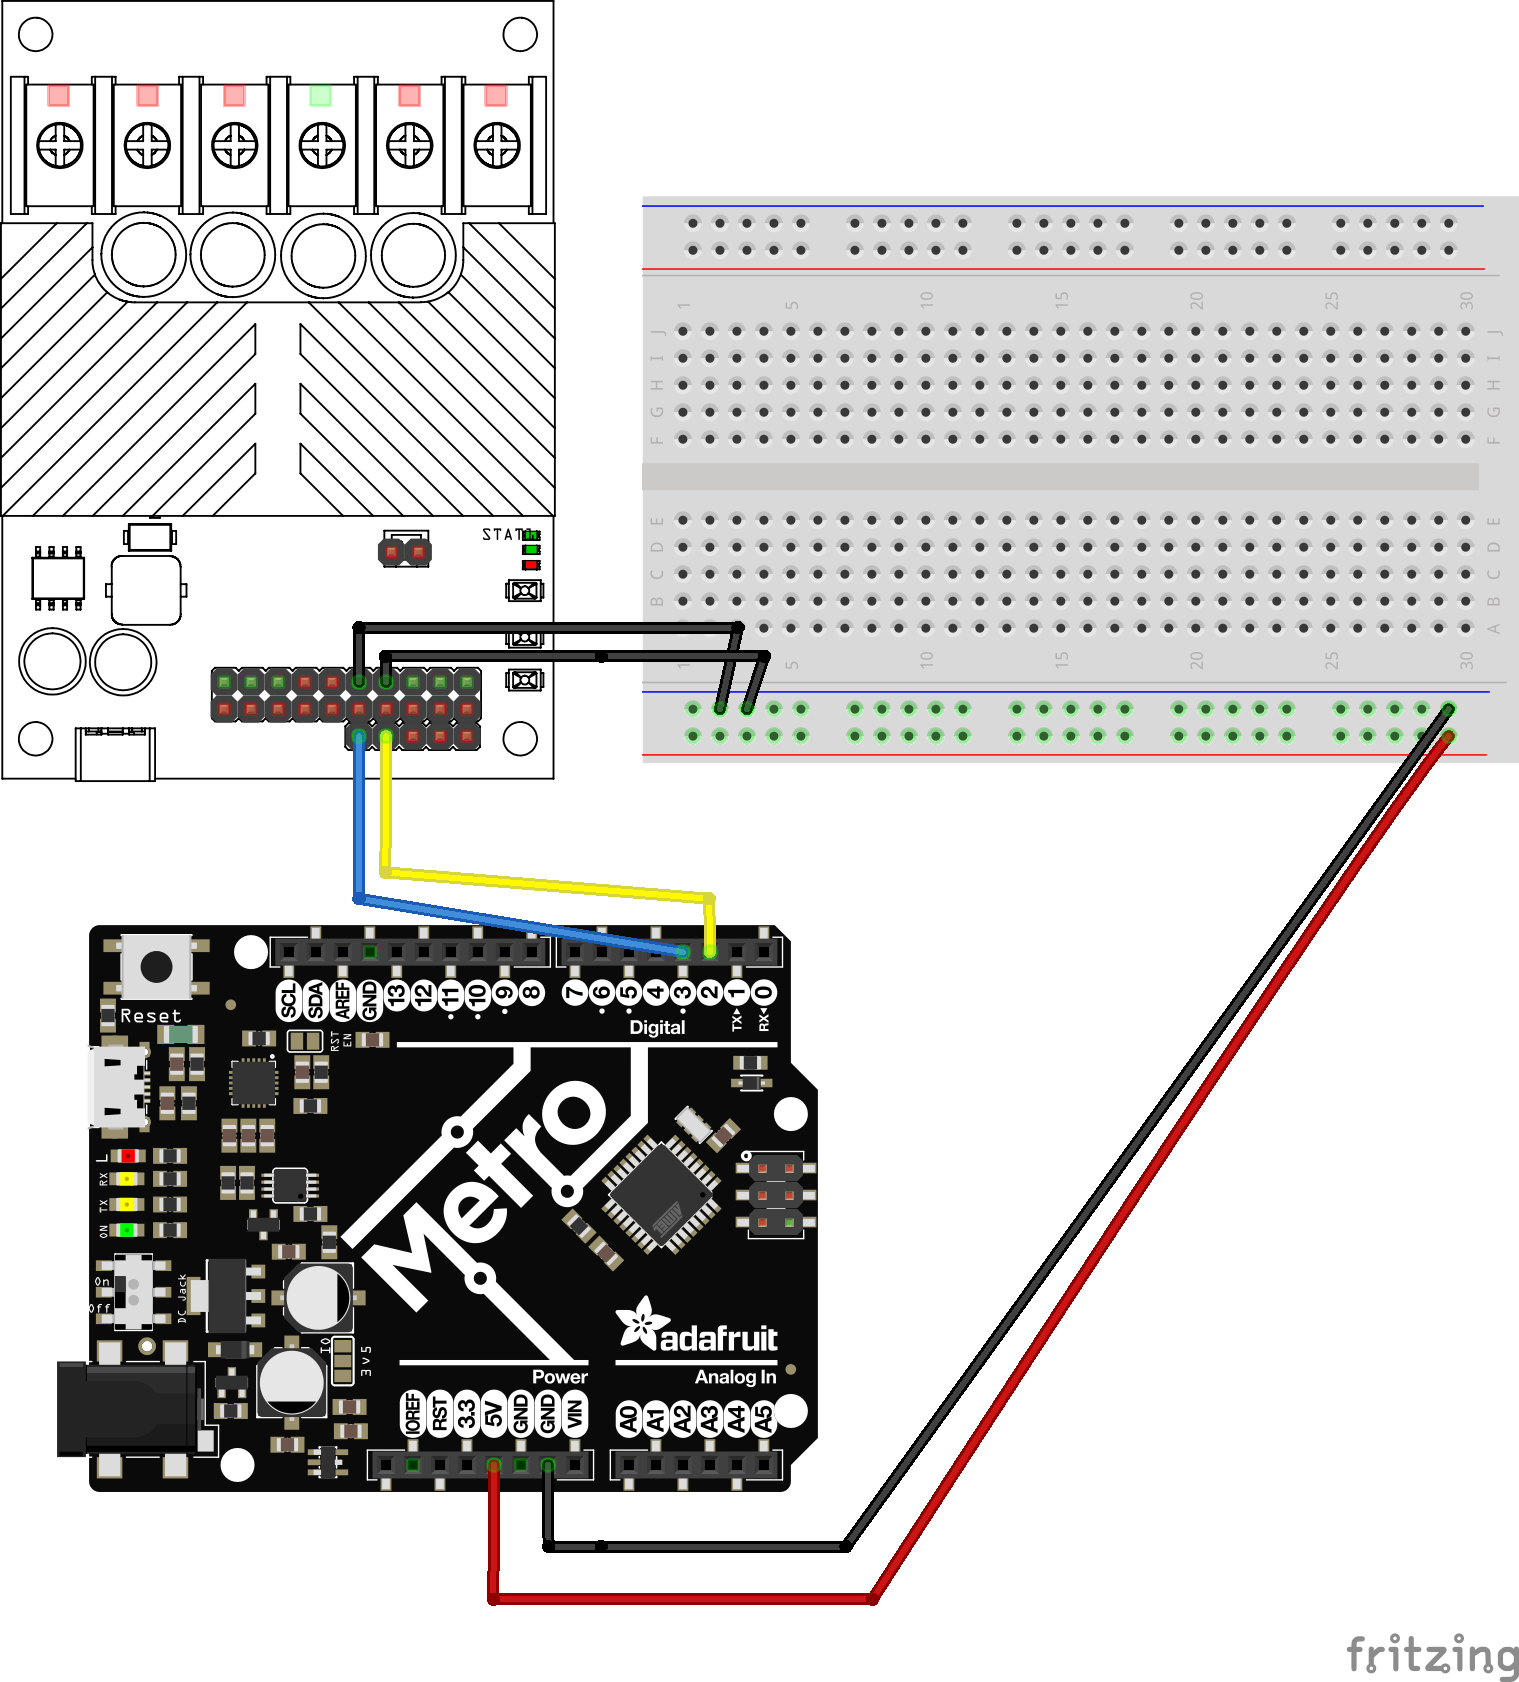 STAT2
1 5 10 15 20 25 30
J J
I I
H H
G G
F F
E E
D D
C C
B B
A A
1 5 10 15 20 25 30
SCL SDA AREF GND 13 12 11 10 9 8 7 6 5 4 3 2 1 0
TX RX
Digital
Reset
RST
EN
L
RX
TX
ON
On
Off
DC Jack
Metro
IO
3v5
adafruit
Power
Analog In
IOREF RST 3.3 5V GND GND VIN A0 A1 A2 A3 A4 A5
ATMEL
fritzing